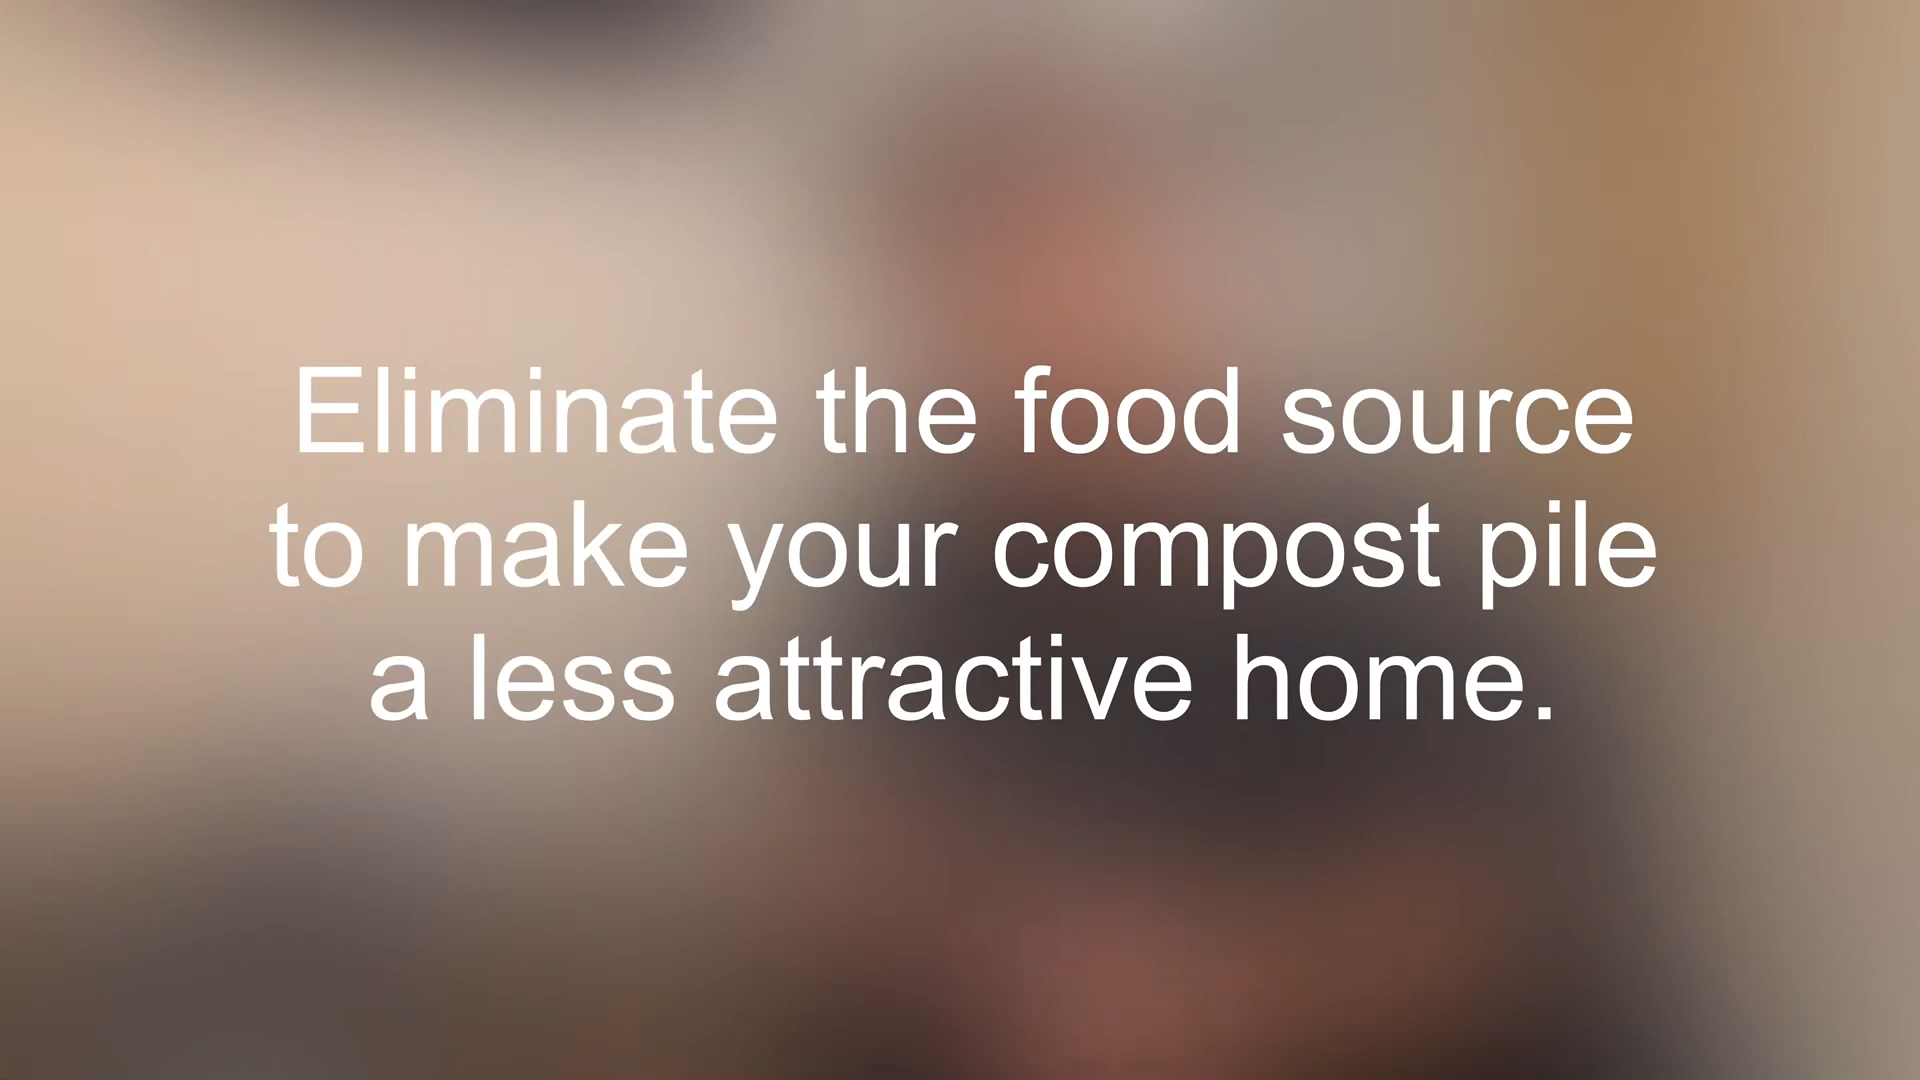 Eliminate the food source
to make your compost pile
a less attractive home.